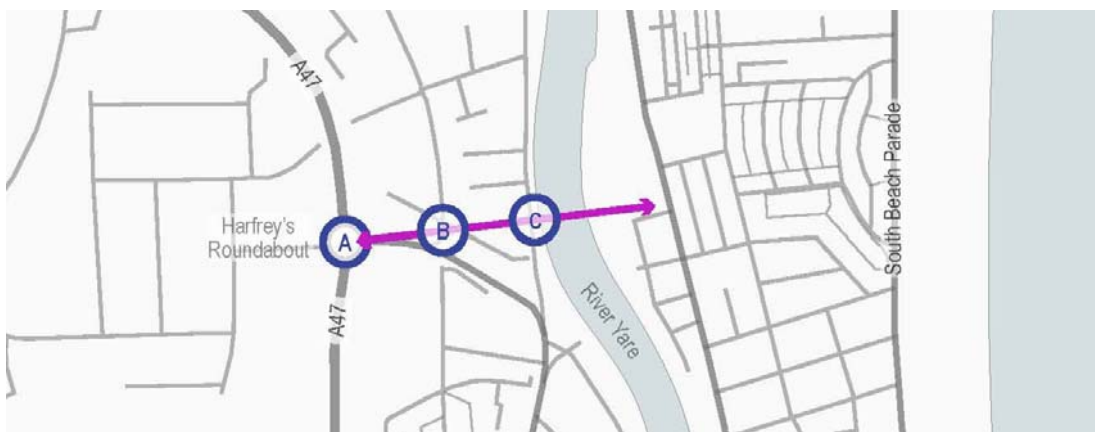 A47
South Beach Parade
Harfrey's
Roundabout
A
B
C
River Yare
A47